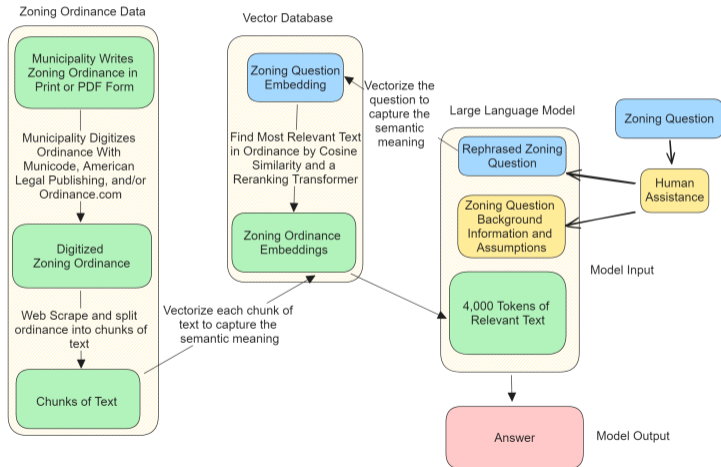 Zoning Ordinance Data
Municipality Writes
Zoning Ordinance in
Print or PDF Form
Municipality Digitizes
Ordinance With
Municode, American
Legal Publishing, and/or
Ordinance.com
Digitized
Zoning Ordinance
Web Scrape and split
ordinance into chunks of
text
Chunks of Text
Vectorize each chunk of
text to capture the
semantic meaning
Vector Database
Zoning Question
Embedding
Find Most Relevant Text
in Ordinance by Cosine
Similarity and a
Reranking Transformer
Zoning Ordinance
Embeddings
Vectorize the
question to
capture the
semantic
meaning
Large Language Model
Rephrased Zoning
Question
Zoning Question
Background
Information and
Assumptions
4,000 Tokens of
Relevant Text
Zoning Question
Human
Assistance
Model Input
Answer
Model Output